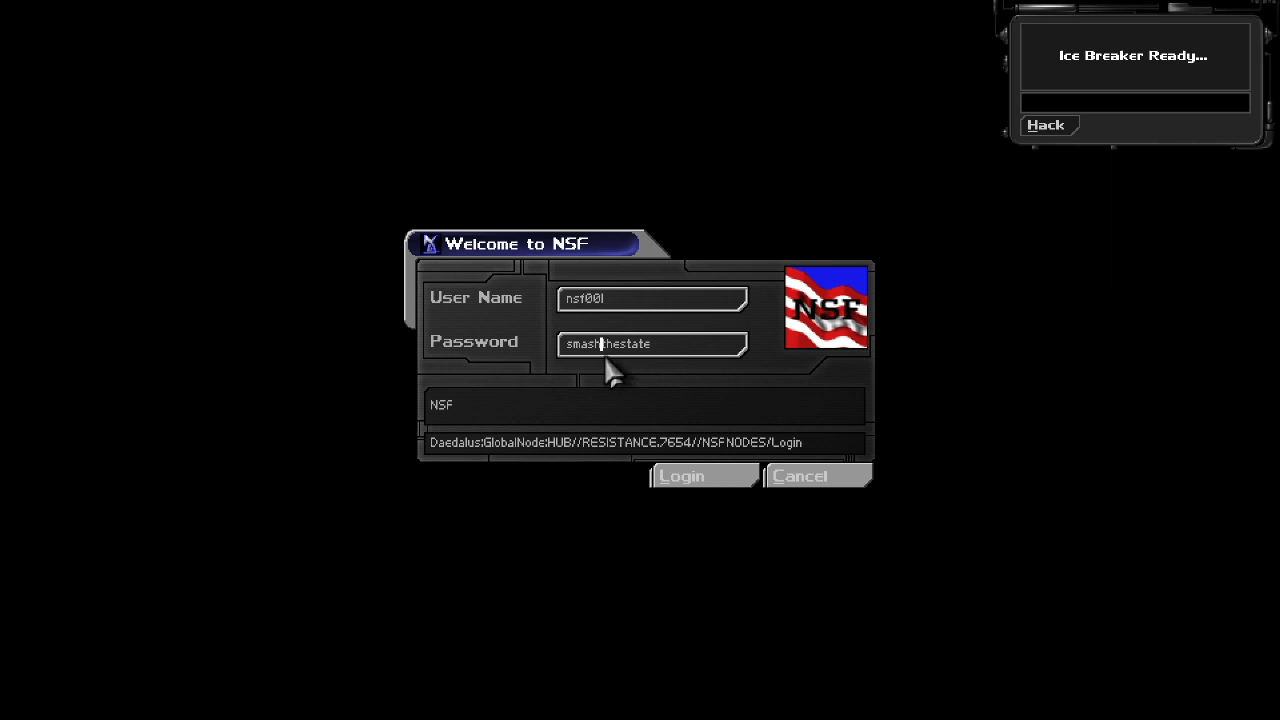 Ice Breaker Ready...
Hack
Welcome to NSF
User Name
nsf001
NSF
Password
smashthestate
NSF
Daedalus:GlobalNode:HUB//RESISTANCE.7654//NSFNODES/Login
Login
Cancel